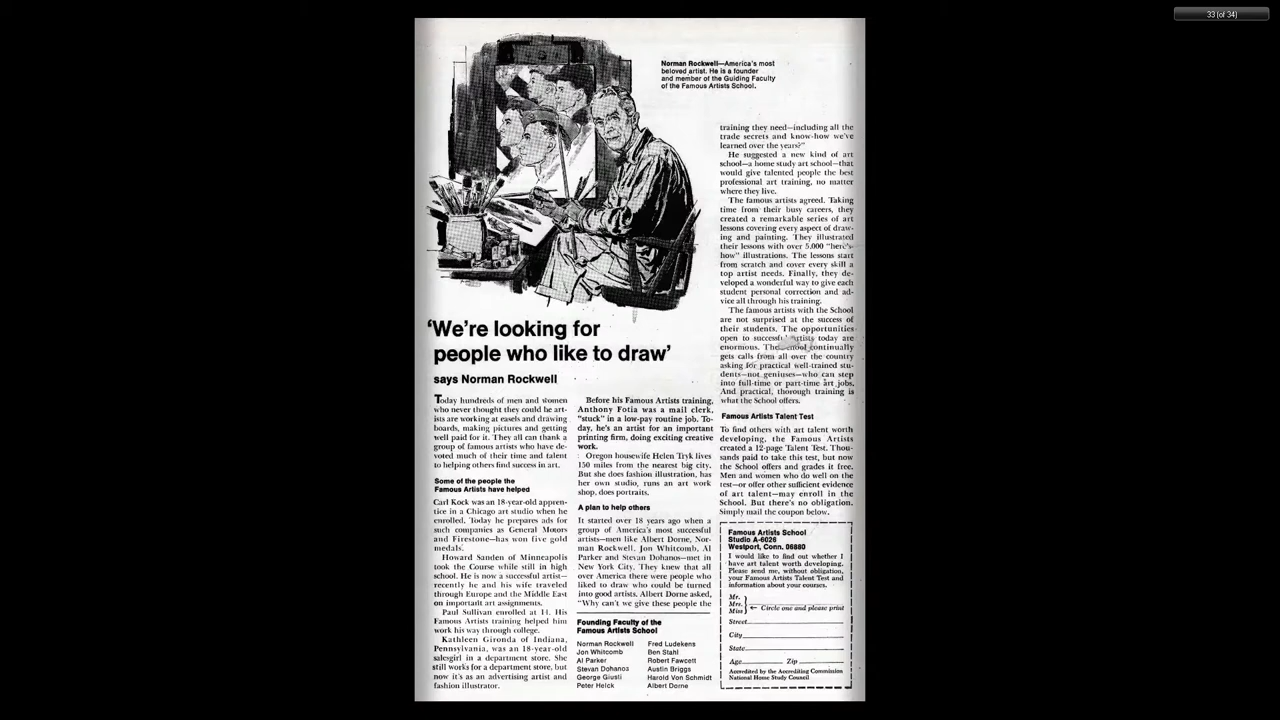 33 (of 34)
Norman Rockwell—America's most
beloved artist. He is a founder
and member of the Guiding Faculty
of the Famous Artists School.
'We're looking for
people who like to draw'
says Norman Rockwell
Today hundreds of men and women
who never thought they could be art-
ists are working at easels and drawing
boards, making pictures and getting
well paid for it. They all can thank a
group of famous artists who have de-
voted much of their time and talent
to helping others find success in art.
Some of the people the
Famous Artists have helped
Carl Kock was an 18-year-old appren-
tice in a Chicago art studio when he
enrolled. Today he prepares ads for
such companies as General Motors
and Firestone—has won five gold
medals.
Howard Sanden of Minneapolis
took the Course while still in high
school. He is now a successful artist—
recently he and his wife traveled
through Europe and the Middle East
on important art assignments.
Paul Sullivan enrolled at 14. His
Famous Artists training helped him
work his way through college.
Kathleen Gironda of Indiana,
Pennsylvania, was an 18-year-old
salesgirl in a department store. She
still works for a department store, but
now it's as an advertising artist and
fashion illustrator.
Before his Famous Artists training,
Anthony Fotia was a mail clerk,
"stuck" in a low-pay routine job. To-
day, he's an artist for an important
printing firm, doing exciting creative
work.
Oregon housewife Helen Tryk lives
150 miles from the nearest big city.
But she does fashion illustration, has
her own studio, runs an art work
shop, does portraits.
A plan to help others
It started over 18 years ago when a
group of America's most successful
artists—men like Albert Dorne, Nor-
man Rockwell, Jon Whitcomb, Al
Parker and Stevan Dohanos—met in
New York City. They knew that all
over America there were people who
liked to draw who could be turned
into good artists. Albert Dorne asked,
"Why can't we give these people the
Founding Faculty of the
Famous Artists School
Norman Rockwell
Jon Whitcomb
Al Parker
Stevan Dohanos
George Giusti
Peter Helck
Fred Ludekens
Ben Stahl
Robert Fawcett
Austin Briggs
Harold Von Schmidt
Albert Dorne
training they need—including all the
trade secrets and know-how we've
learned over the years?"
He suggested a new kind of art
school—a home study art school—that
would give talented people the best
professional art training, no matter
where they live.
The famous artists agreed. Taking
time from their busy careers, they
created a remarkable series of art
lessons covering every aspect of draw-
ing and painting. They illustrated
their lessons with over 5,000 "here's-
how" illustrations. The lessons start
from scratch and cover every skill a
top artist needs. Finally, they de-
veloped a wonderful way to give each
student personal correction and ad-
vice all through his training.
The famous artists with the School
are not surprised at the success of
their students. The opportunities
open to successful artists today are
enormous. The School continually
gets calls from all over the country
asking for practical well-trained stu-
dents—not geniuses—who can step
into full-time or part-time art jobs.
And practical, thorough training is
what the School offers.
Famous Artists Talent Test
To find others with art talent worth
developing, the Famous Artists
created a 12-page Talent Test. Thou-
sands paid to take this test, but now
the School offers and grades it free.
Men and women who do well on the
test—or offer other sufficient evidence
of art talent—may enroll in the
School. But there's no obligation.
Simply mail the coupon below.
Famous Artists School
Studio A-6026
Westport, Conn. 06880
I would like to find out whether I
have art talent worth developing.
Please send me, without obligation,
your Famous Artists Talent Test and
information about your courses.
Mr.
Mrs.
Miss
← Circle one and please print
Street
City
State
Age Zip
Accredited by the Accrediting Commission
National Home Study Council